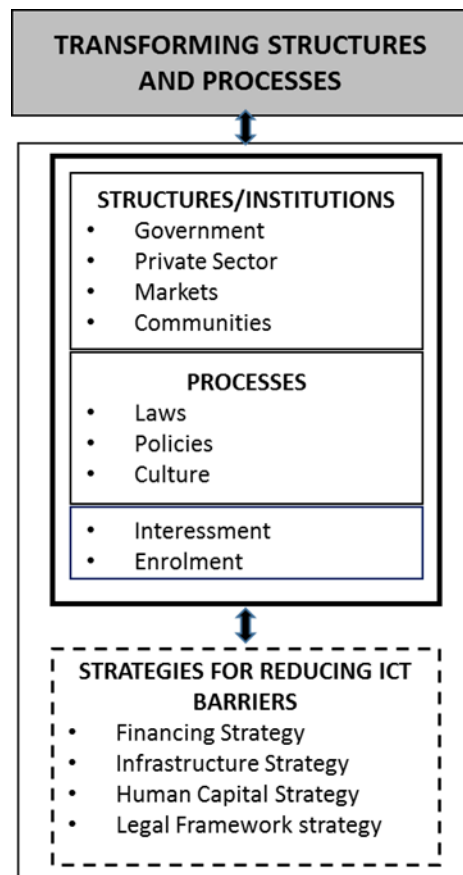 TRANSFORMING STRUCTURES
AND PROCESSES
STRUCTURES/INSTITUTIONS
• Government
• Private Sector
• Markets
• Communities
PROCESSES
• Laws
• Policies
• Culture
• Interessment
• Enrolment
STRATEGIES FOR REDUCING ICT
BARRIERS
• Financing Strategy
• Infrastructure Strategy
• Human Capital Strategy
• Legal Framework strategy